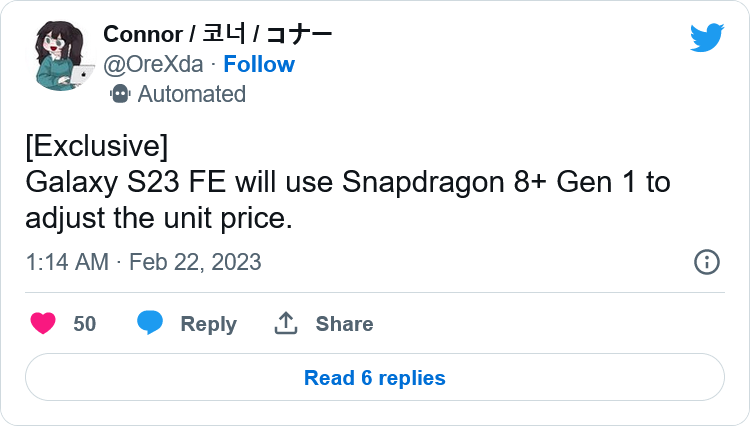 Connor / 코너 / コナー
@OreXda · Follow
Automated
[Exclusive]
Galaxy S23 FE will use Snapdragon 8+ Gen 1 to
adjust the unit price.
1:14 AM · Feb 22, 2023
50 Reply Share
Read 6 replies